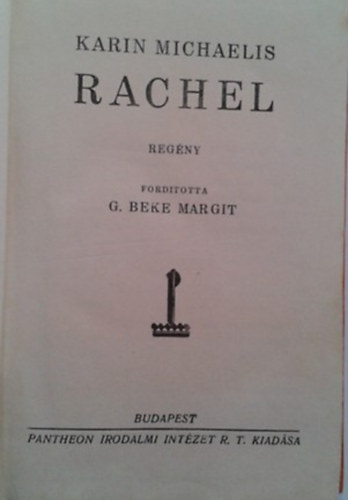 KARIN MICHAELIS
RACHEL
REGÉNY
FORDITOTTA
G. BEKE MARGIT
BUDAPEST
PANTHEON IRODALMI INTÉZET R. T. KIADÁSA